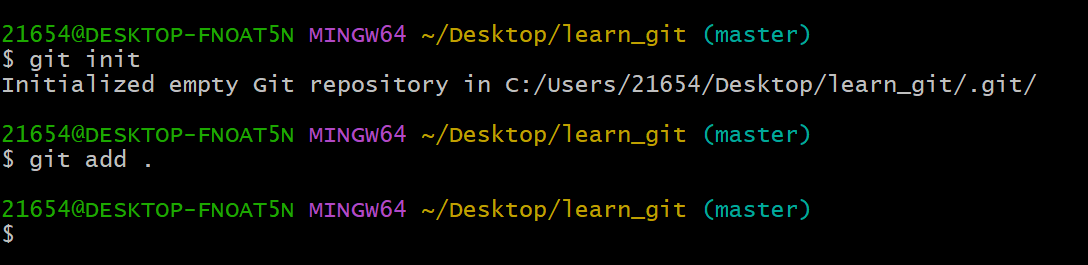 21654@DESKTOP-FNOAT5N MINGW64 ~/Desktop/learn_git (master)
$ git init
Initialized empty Git repository in C:/Users/21654/Desktop/learn_git/.git/
21654@DESKTOP-FNOAT5N MINGW64 ~/Desktop/learn_git (master)
$ git add .
21654@DESKTOP-FNOAT5N MINGW64 ~/Desktop/learn_git (master)
$